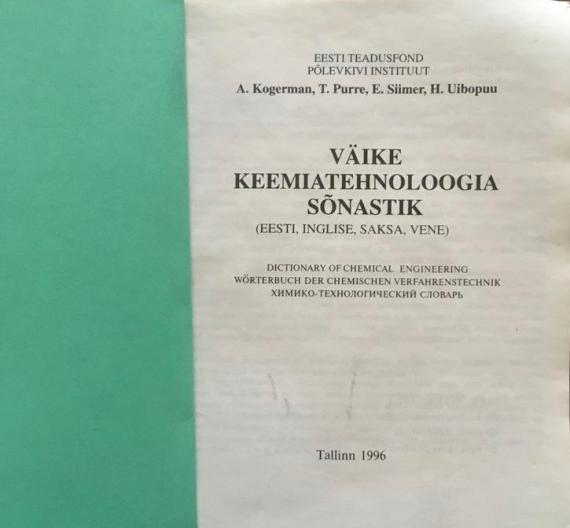 EESTI TEADUSFOND
PÕLEVKIVI INSTITUUT
A. Kogerman, T. Purre, E. Siimer, H. Uibopuu
VÄIKE
KEEMIATEHNOLOOGIA
SÕNASTIK
(EESTI, INGLISE, SAKSA, VENE)
DICTIONARY OF CHEMICAL ENGINEERING
WÖRTERBUCH DER CHEMISCHEN VERFAHRENSTECHNIK
ХИМИКО-ТЕХНОЛОГИЧЕСКИЙ СЛОВАРЬ
Tallinn 1996